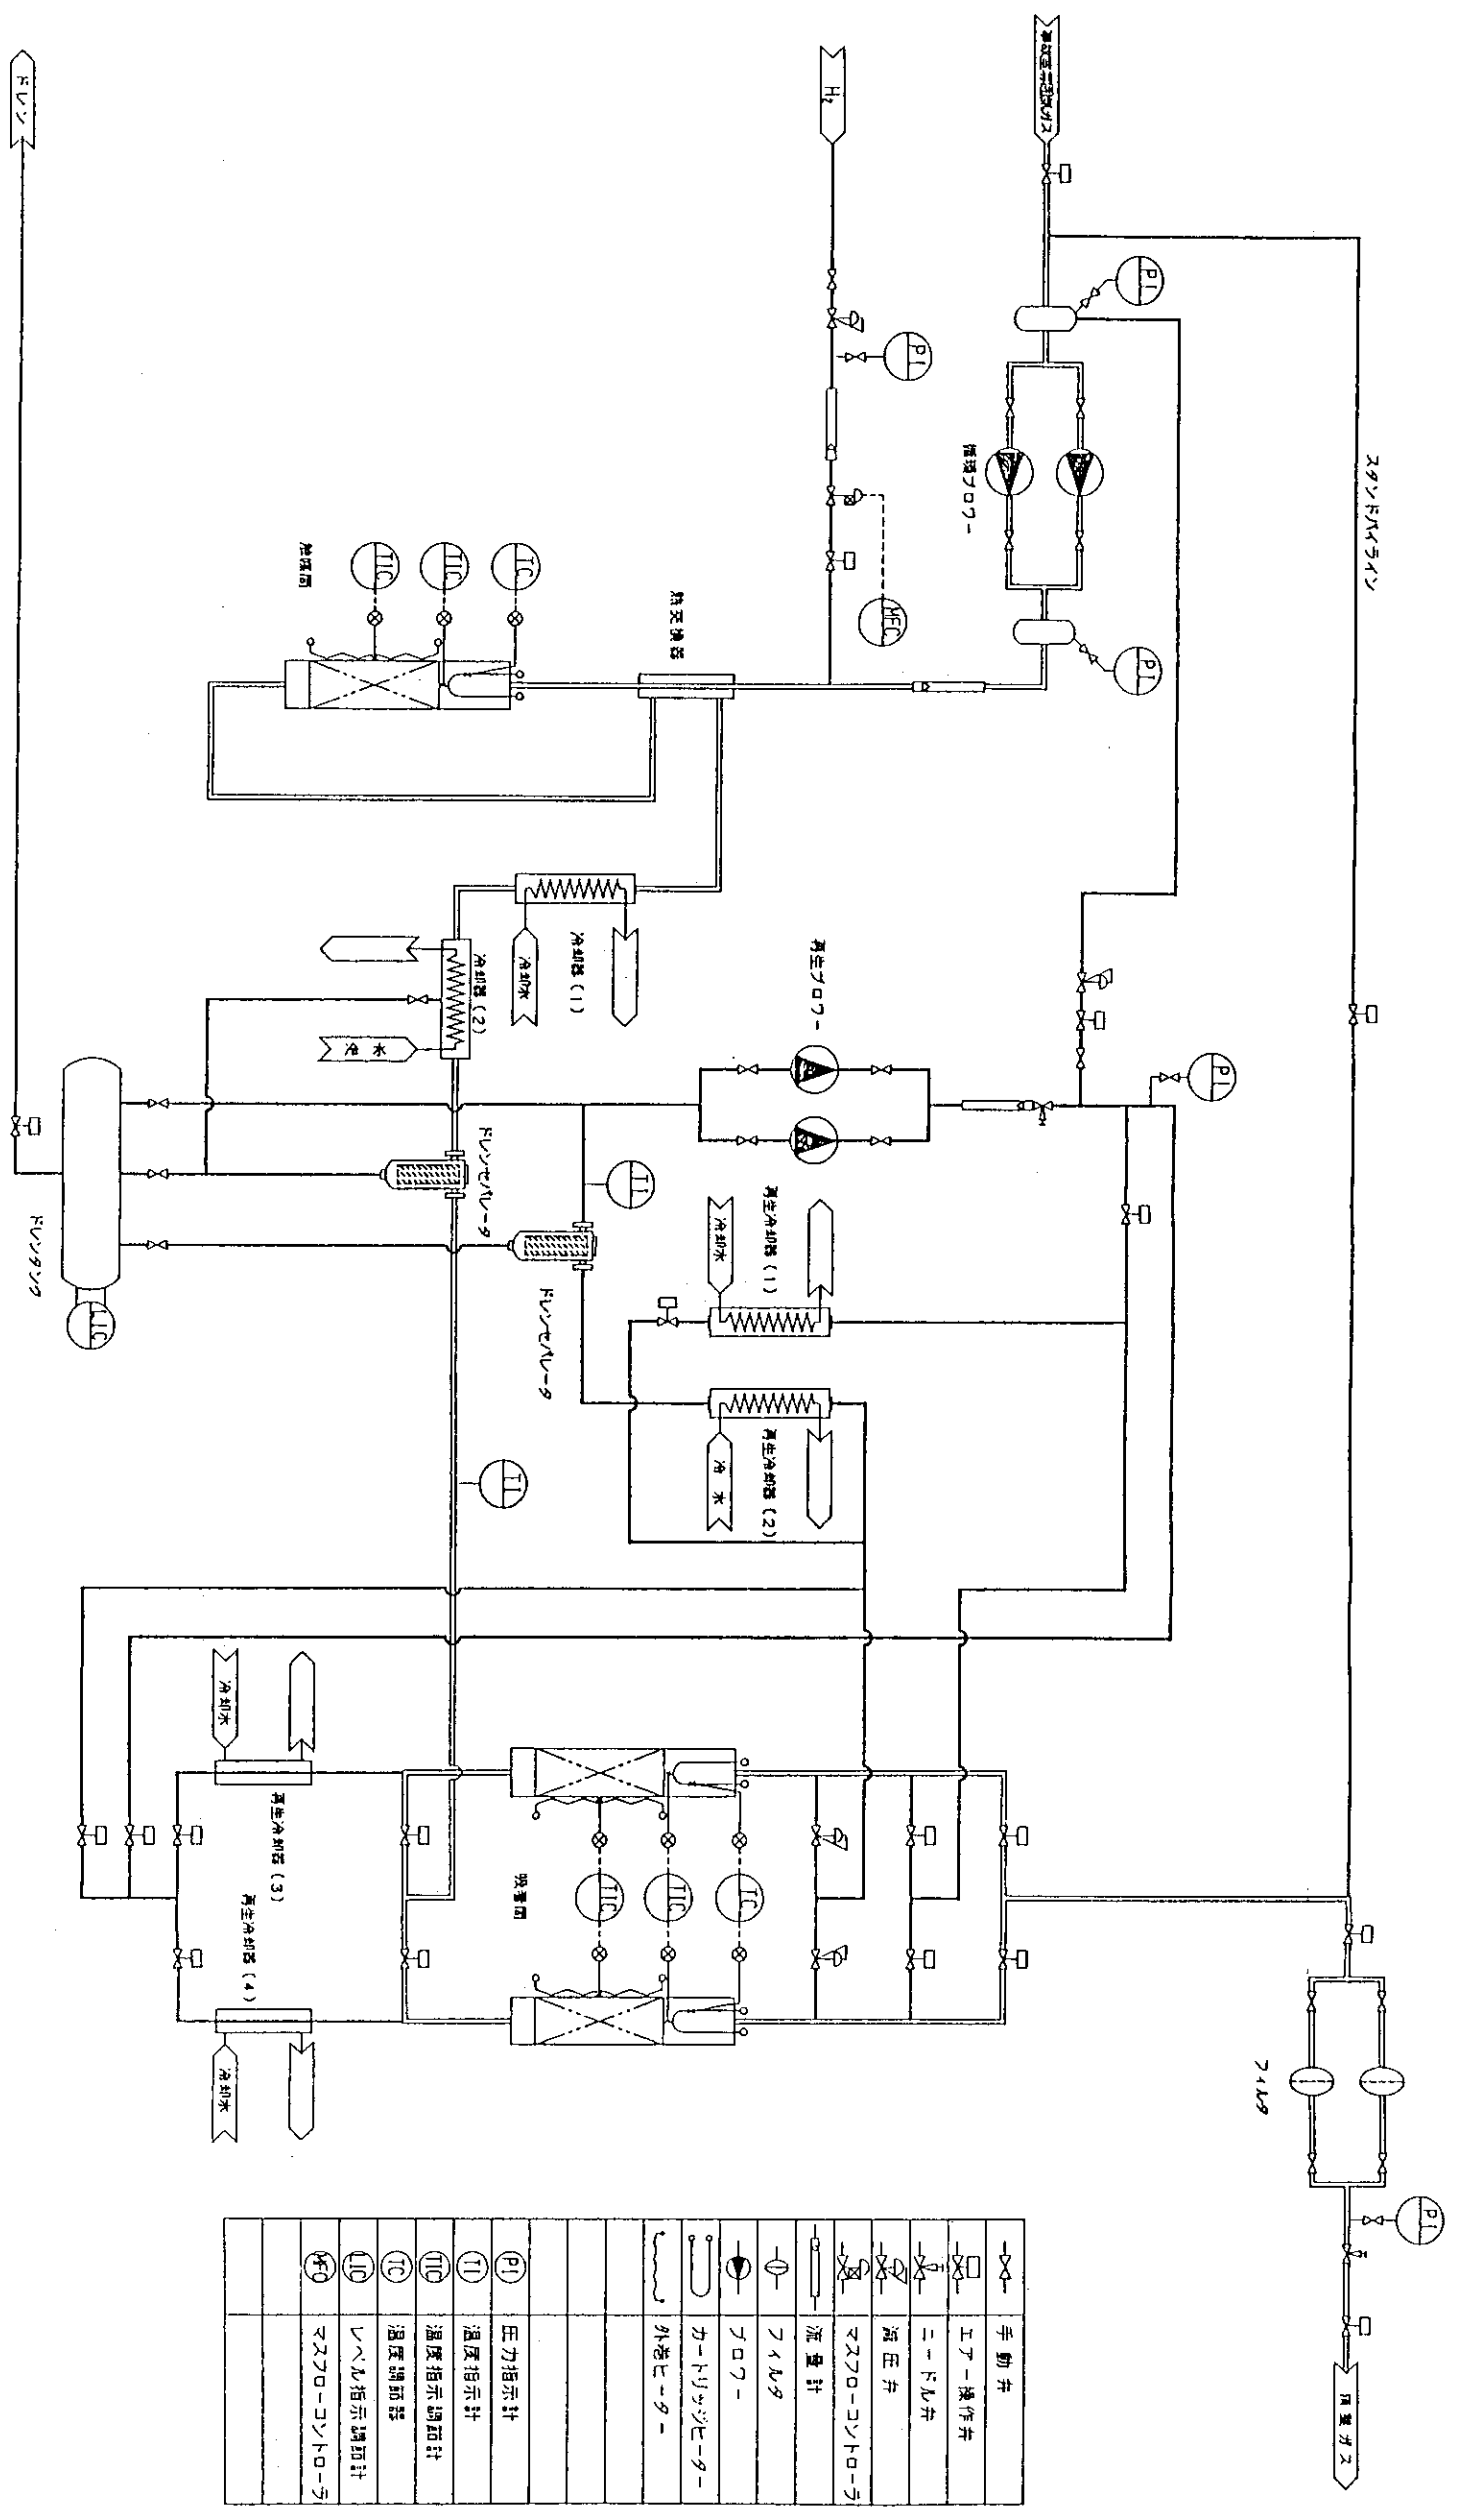 スタンドバイライン
PI
循環ブロワー
PI
H₂
PI
MFC
熱交換器
TC
TIC
TIC
触媒筒
ドレン
PI
再生ブロワー
冷却器(1)
冷却水
冷却器(2)
冷水
ドレンセパレータ
TI
ドレンセパレータ
ドレンタンク
LIC
再生冷却器(1)
冷却水
再生冷却器(2)
冷水
TI
冷却水
再生冷却器(3)
再生冷却器(4)
冷却水
TC
TIC
TIC
吸着筒
フィルタ
PI
精製ガス
手動弁
エアー操作弁
ニードル弁
減圧弁
マスフローコントローラ
流量計
フィルタ
ブロワー
カートリッジヒーター
外巻ヒーター
PI 圧力指示計
TI 温度指示計
TIC 温度指示調節計
TC 温度調節器
LIC レベル指示調節計
MFC マスフローコントローラ